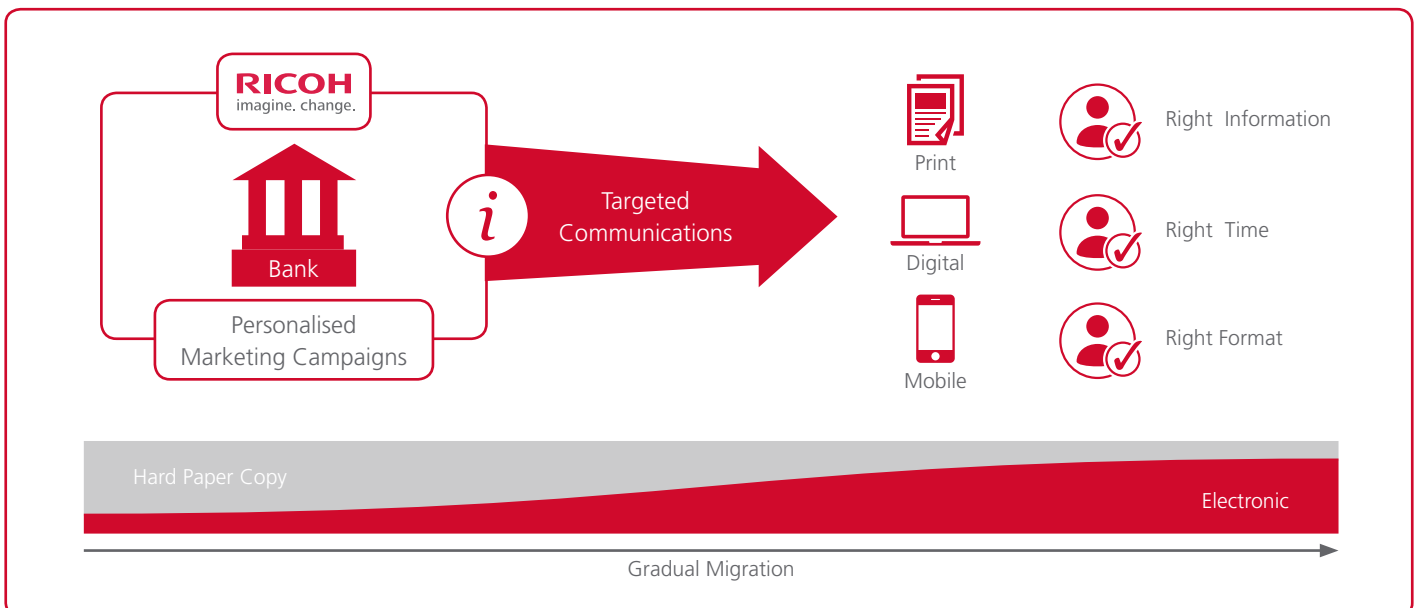 RICOH
imagine. change.
Bank
Personalised
Marketing Campaigns
i
Targeted
Communications
Print
Digital
Mobile
Right Information
Right Time
Right Format
Hard Paper Copy
Electronic
Gradual Migration